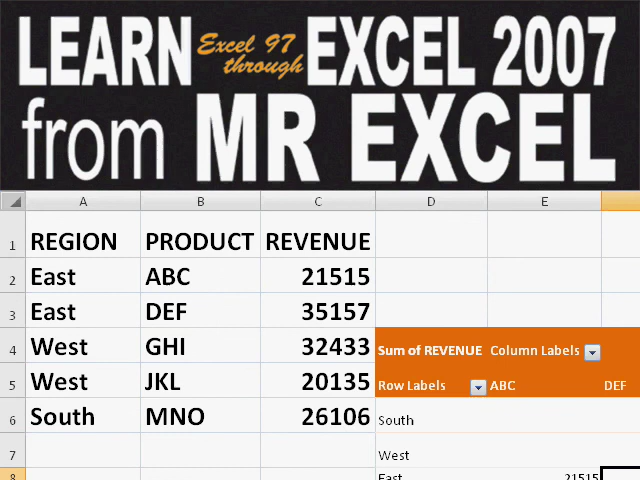 LEARN Excel 97 through EXCEL 2007
from MR EXCEL
A B C D E
1 REGION PRODUCT REVENUE
2 East ABC 21515
3 East DEF 35157
4 West GHI 32433 Sum of REVENUE Column Labels
5 West JKL 20135 Row Labels ABC DEF
6 South MNO 26106 South
7 West
8 East 21515